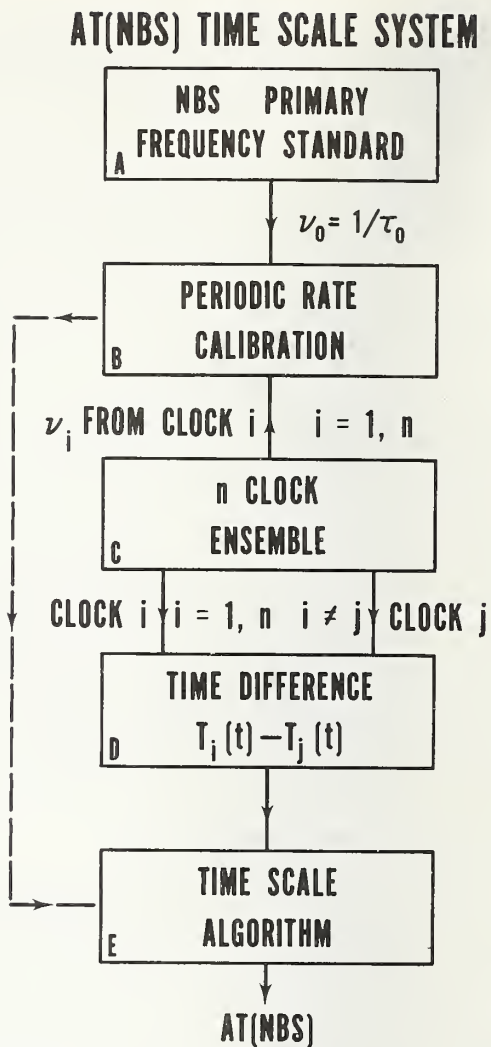 AT(NBS) TIME SCALE SYSTEM
NBS PRIMARY
FREQUENCY STANDARD
A
ν₀ = 1/τ₀
PERIODIC RATE
CALIBRATION
B
νᵢ FROM CLOCK i i = 1, n
n CLOCK
ENSEMBLE
C
CLOCK i i = 1, n i ≠ j CLOCK j
TIME DIFFERENCE
Tᵢ(t) − Tⱼ(t)
D
TIME SCALE
ALGORITHM
E
AT(NBS)